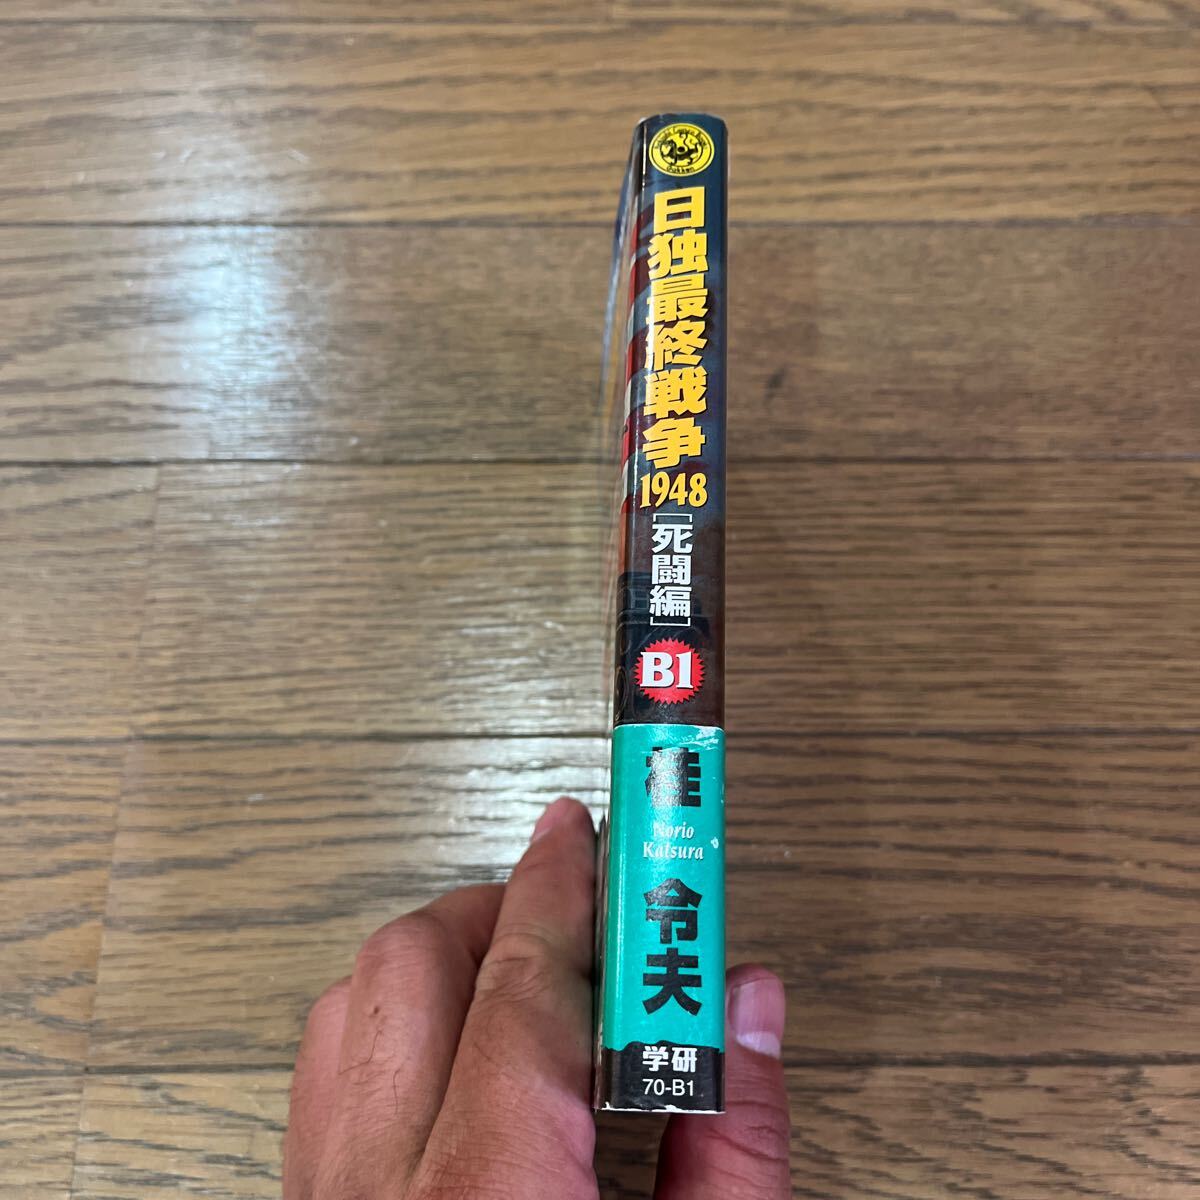 Gakken
日独最終戦争
1948
[死闘編]
B1
桂
Norio
Katsura
令夫
学研
70-B1